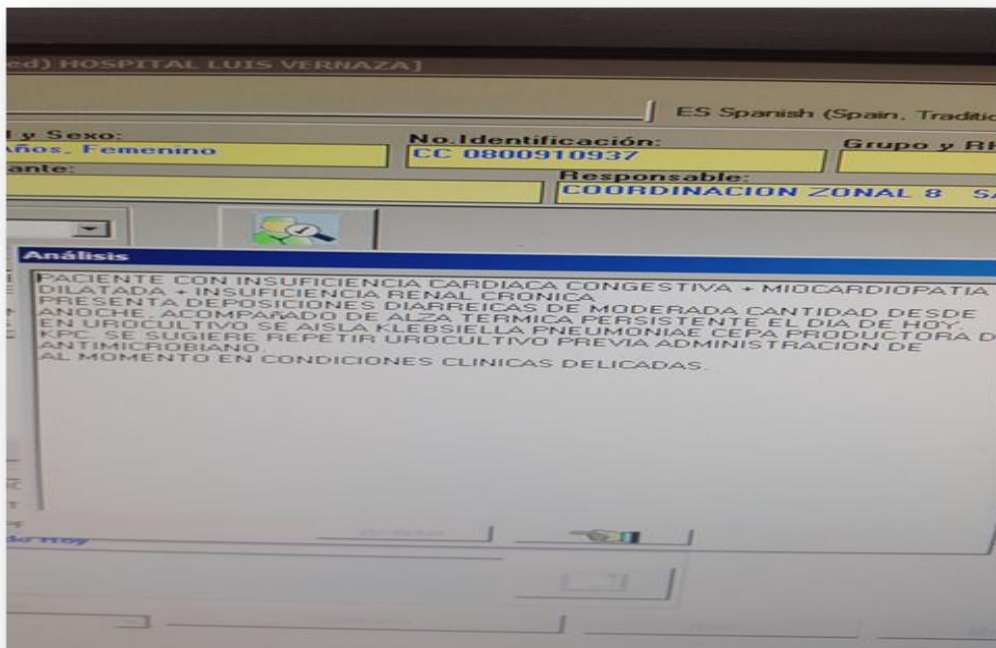 ed) HOSPITAL LUIS VERNAZA]
ES Spanish (Spain, Traditio
l y Sexo:
No.Identificación:
Grupo y RH
Años, Femenino
CC 0800910937
ante:
Responsable:
COORDINACION ZONAL 8 SA
Análisis
PACIENTE CON INSUFICIENCIA CARDIACA CONGESTIVA + MIOCARDIOPATIA
DILATADA + INSUFICIENCIA RENAL CRONICA
PRESENTA DEPOSICIONES DIARREICAS DE MODERADA CANTIDAD DESDE
ANOCHE, ACOMPAñADO DE ALZA TERMICA PERSISTENTE EL DIA DE HOY.
EN UROCULTIVO SE AISLA KLEBSIELLA PNEUMONIAE CEPA PRODUCTORA D
KPC. SE SUGIERE REPETIR UROCULTIVO PREVIA ADMINISTRACION DE
ANTIMICROBIANO.
AL MOMENTO EN CONDICIONES CLINICAS DELICADAS.